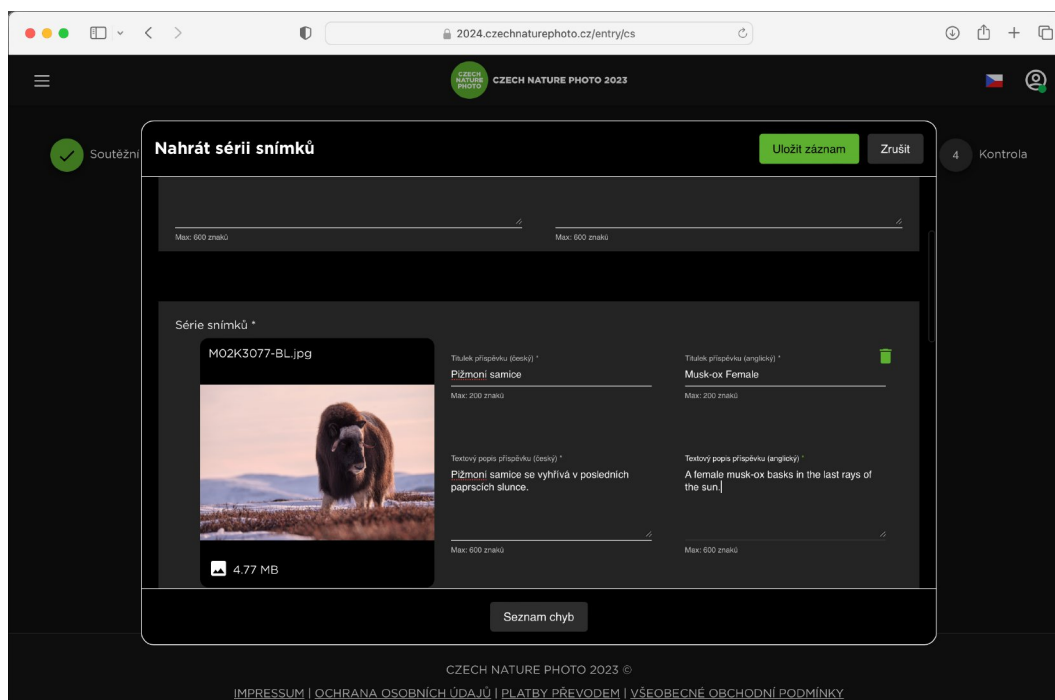 2024.czechnaturephoto.cz/entry/cs
CZECH
NATURE
PHOTO
CZECH NATURE PHOTO 2023
Soutěžní
Nahrát sérii snímků
Uložit záznam
Zrušit
4 Kontrola
Max: 600 znaků
Max: 600 znaků
Série snímků *
M02K3077-BL.jpg
Titulek příspěvku (český) *
Pižmoní samice
Max: 200 znaků
Titulek příspěvku (anglický) *
Musk-ox Female
Max: 200 znaků
Textový popis příspěvku (český) *
Pižmoní samice se vyhřívá v posledních
paprscích slunce.
Max: 600 znaků
Textový popis příspěvku (anglický) *
A female musk-ox basks in the last rays of
the sun.
Max: 600 znaků
4.77 MB
Seznam chyb
CZECH NATURE PHOTO 2023 ©
IMPRESSUM | OCHRANA OSOBNÍCH ÚDAJŮ | PLATBY PŘEVODEM | VŠEOBECNÉ OBCHODNÍ PODMÍNKY